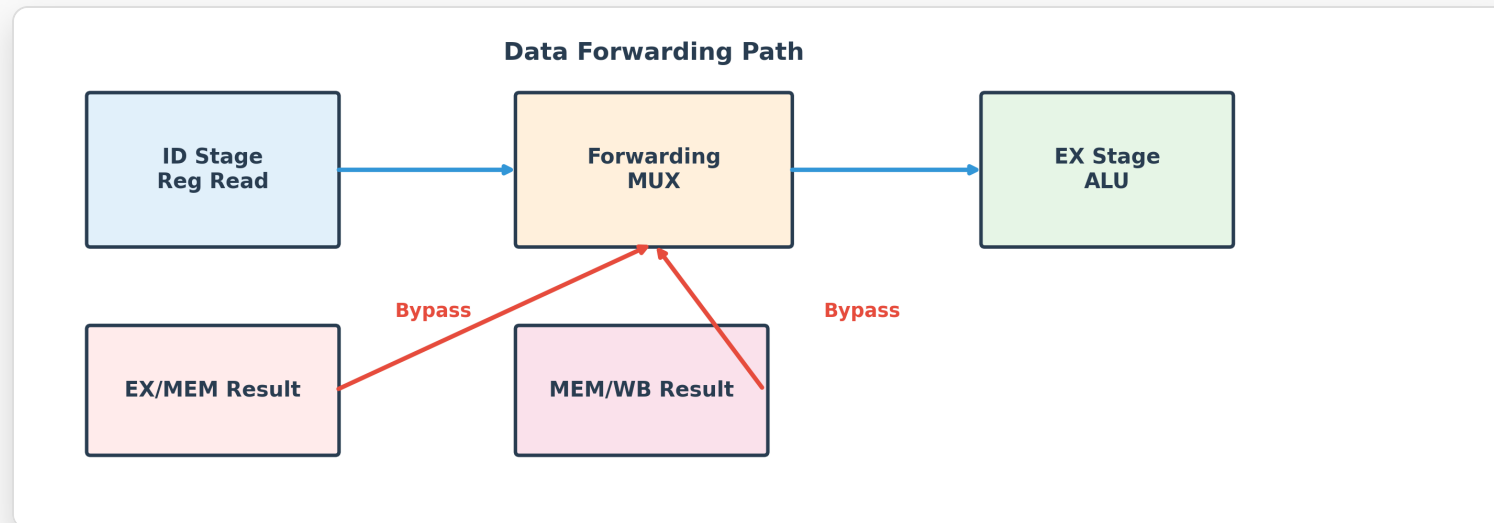 Data Forwarding Path
ID Stage
Reg Read
Forwarding
MUX
EX Stage
ALU
Bypass
Bypass
EX/MEM Result
MEM/WB Result